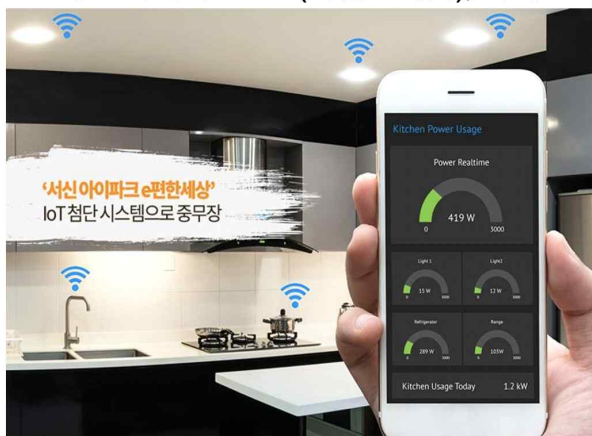 '서신 아이파크 e편한세상'
IoT 첨단 시스템으로 중무장
Kitchen Power Usage
Power Realtime
419 W
0 5000
Light 1 Light2
15 W 12 W
Refrigerator Range
289 W 103W
Kitchen Usage Today 1.2 kW